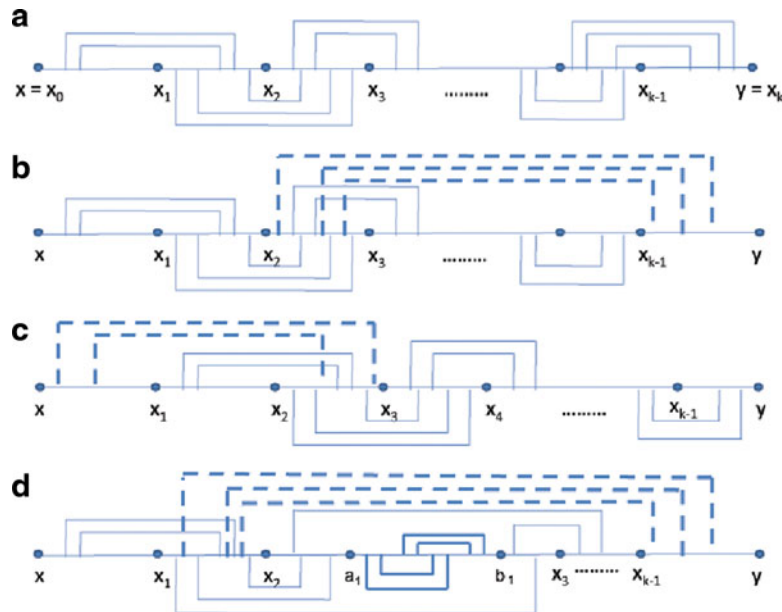 a
x = x₀ x₁ x₂ x₃ ......... xₖ₋₁ y = xₖ
b
x x₁ x₂ x₃ ......... xₖ₋₁ y
c
x x₁ x₂ x₃ x₄ ......... xₖ₋₁ y
d
x x₁ x₂ a₁ b₁ x₃ ......... xₖ₋₁ y